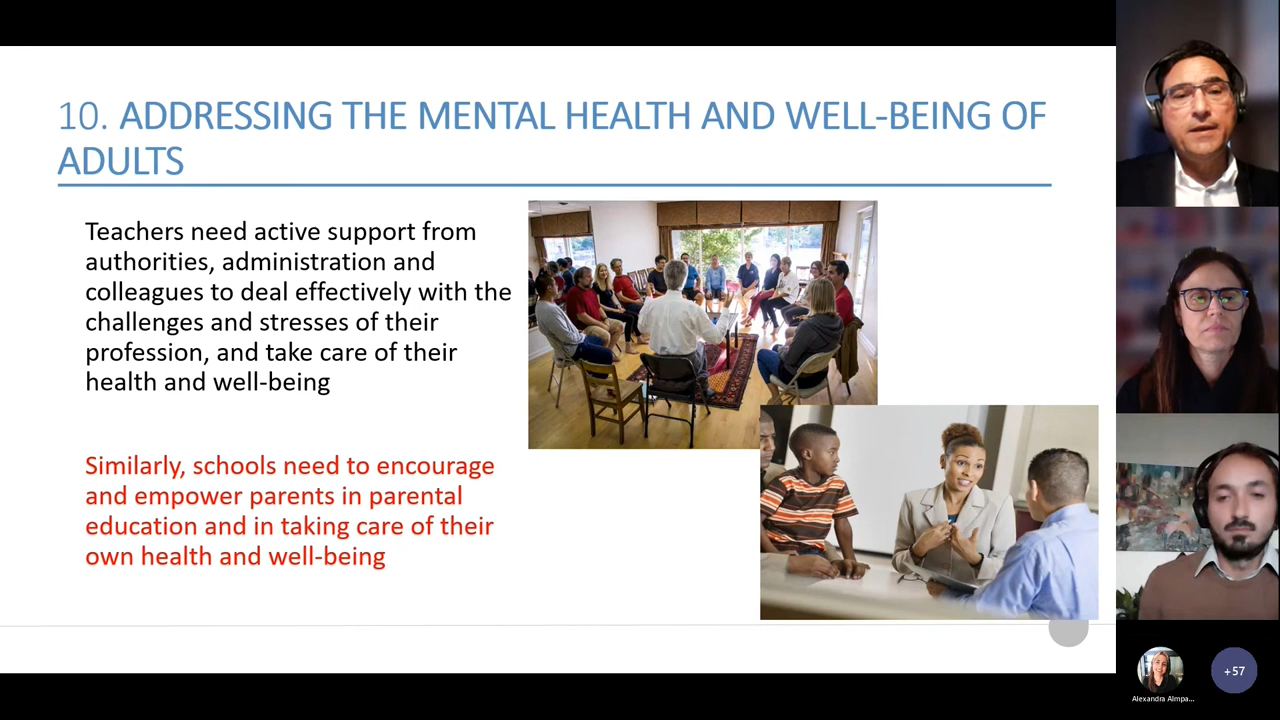 10. ADDRESSING THE MENTAL HEALTH AND WELL-BEING OF
ADULTS
Teachers need active support from
authorities, administration and
colleagues to deal effectively with the
challenges and stresses of their
profession, and take care of their
health and well-being
Similarly, schools need to encourage
and empower parents in parental
education and in taking care of their
own health and well-being
Alexandra Almpa...
+57